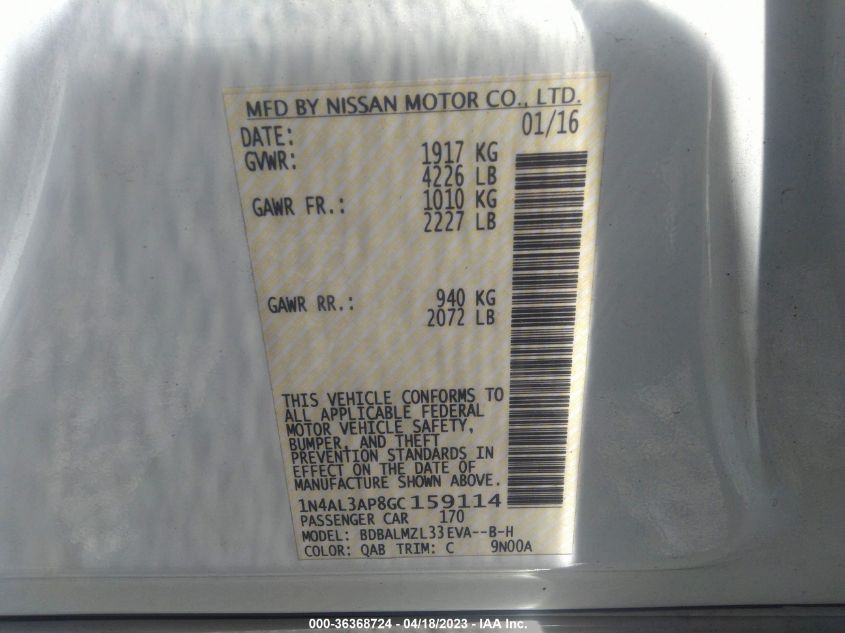 MFD BY NISSAN MOTOR CO., LTD.
DATE: 01/16
GVWR: 1917 KG
4226 LB
GAWR FR.: 1010 KG
2227 LB
GAWR RR.: 940 KG
2072 LB
THIS VEHICLE CONFORMS TO
ALL APPLICABLE FEDERAL
MOTOR VEHICLE SAFETY,
BUMPER, AND THEFT
PREVENTION STANDARDS IN
EFFECT ON THE DATE OF
MANUFACTURE SHOWN ABOVE.
1N4AL3AP8GC159114
PASSENGER CAR 170
MODEL: BDBALMZL33EVA--B-H
COLOR: QAB TRIM: C 9N00A
000-36368724 - 04/18/2023 - IAA Inc.